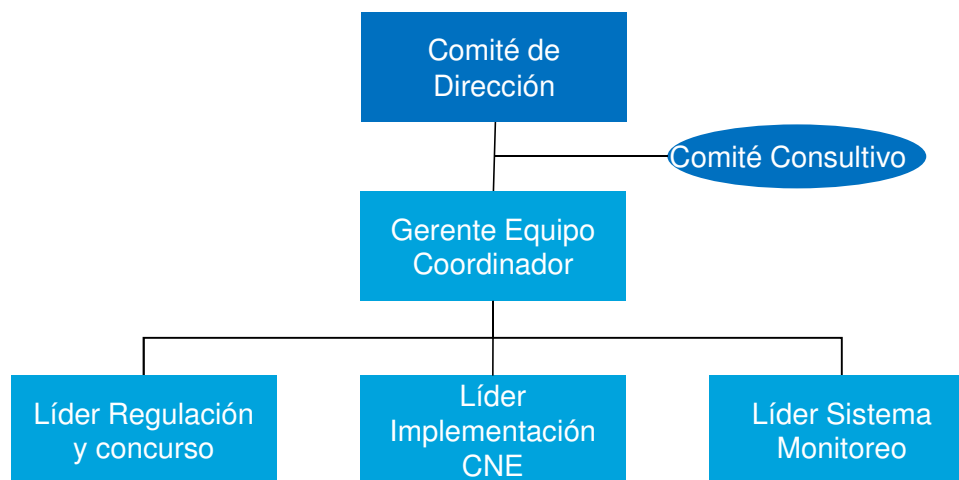 Comité de
Dirección
Comité Consultivo
Gerente Equipo
Coordinador
Líder Regulación
y concurso
Líder
Implementación
CNE
Líder Sistema
Monitoreo